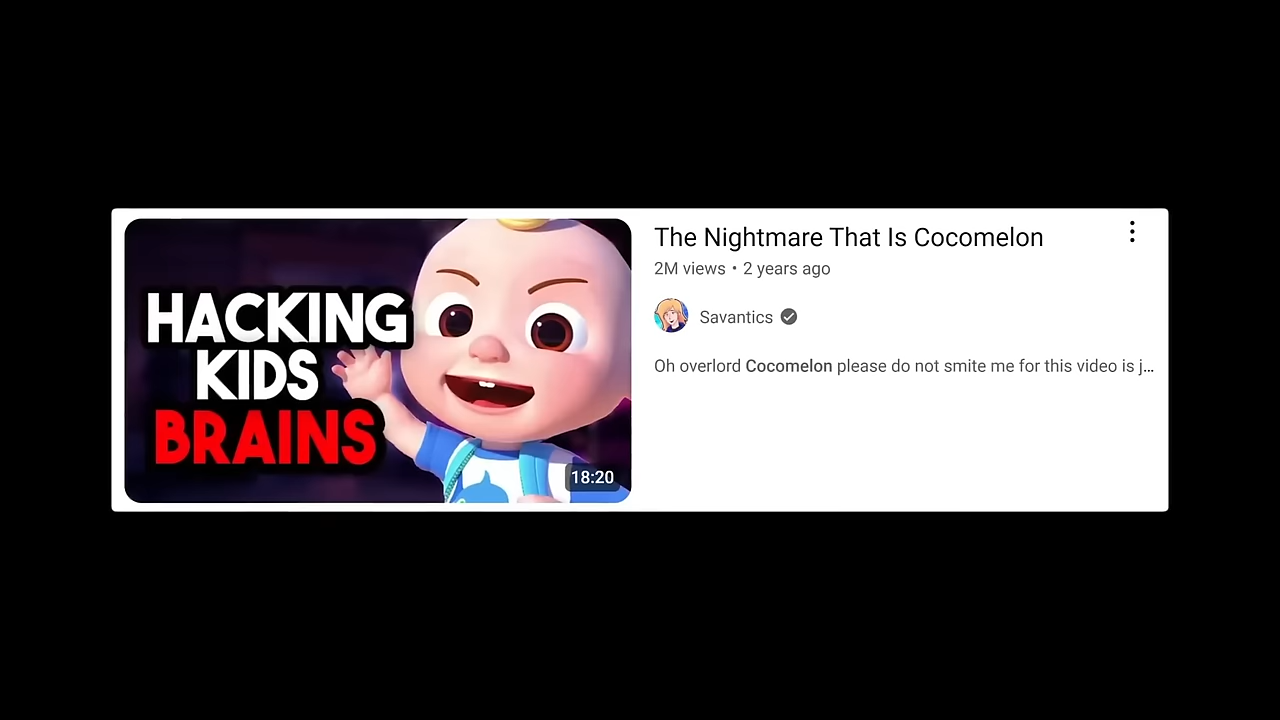 HACKING
KIDS
BRAINS
18:20
The Nightmare That Is Cocomelon
2M views • 2 years ago
Savantics
Oh overlord Cocomelon please do not smite me for this video is j...